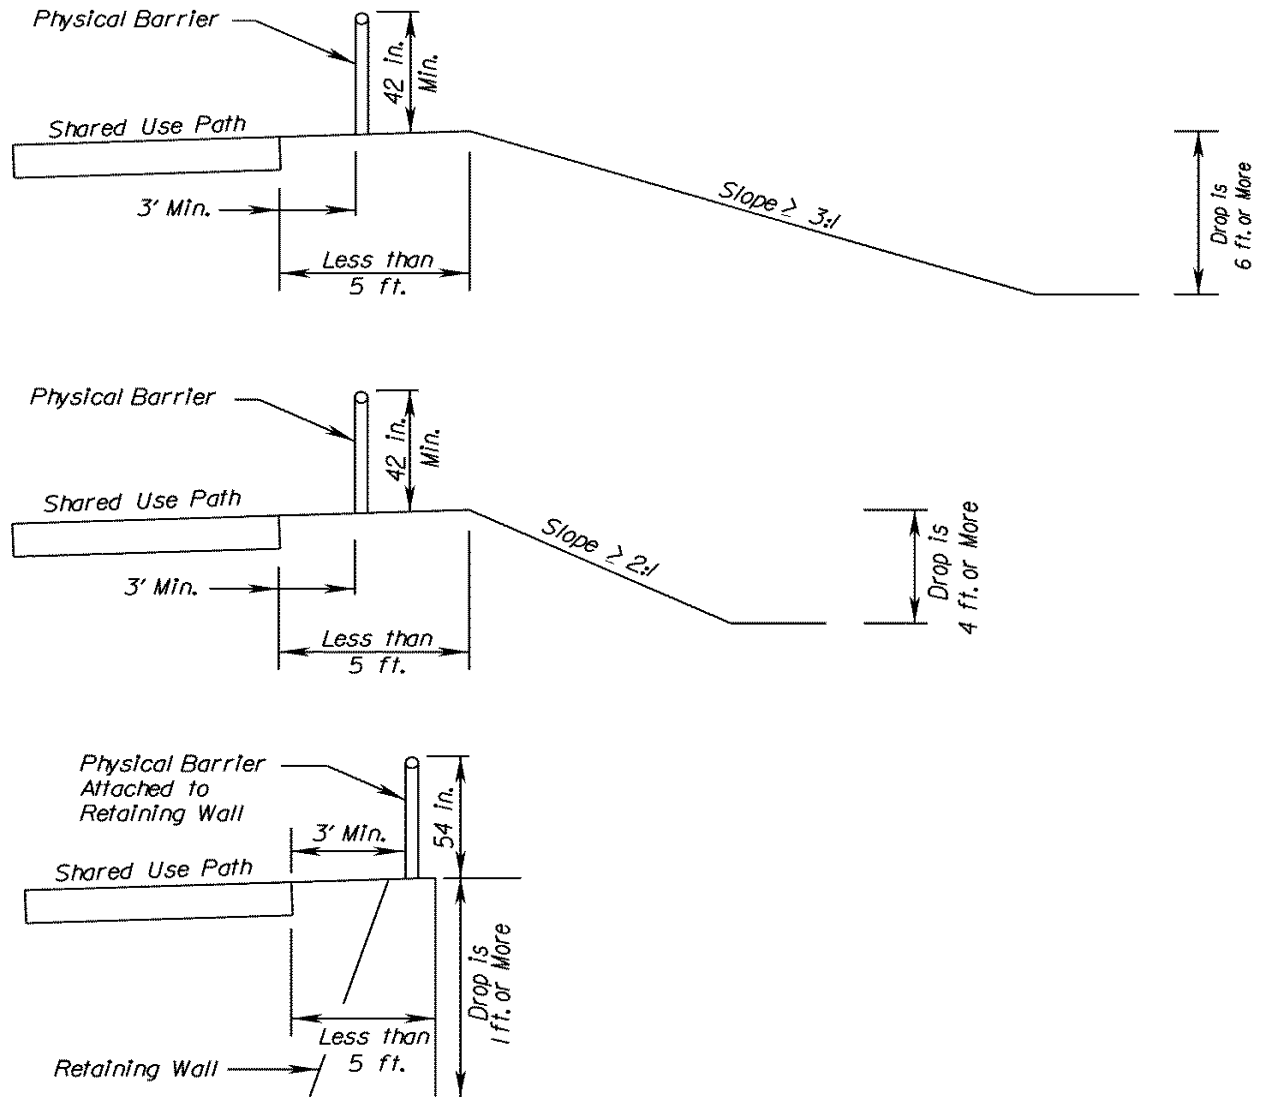 Physical Barrier
42 in.
Min.
Shared Use Path
3' Min.
Less than
5 ft.
Slope ≥ 3:1
Drop is
6 ft. or More
Physical Barrier
42 in.
Min.
Shared Use Path
3' Min.
Less than
5 ft.
Slope ≥ 2:1
Drop is
4 ft. or More
Physical Barrier
Attached to
Retaining Wall
3' Min.
54 in.
Shared Use Path
Drop is
1 ft. or More
Less than
5 ft.
Retaining Wall